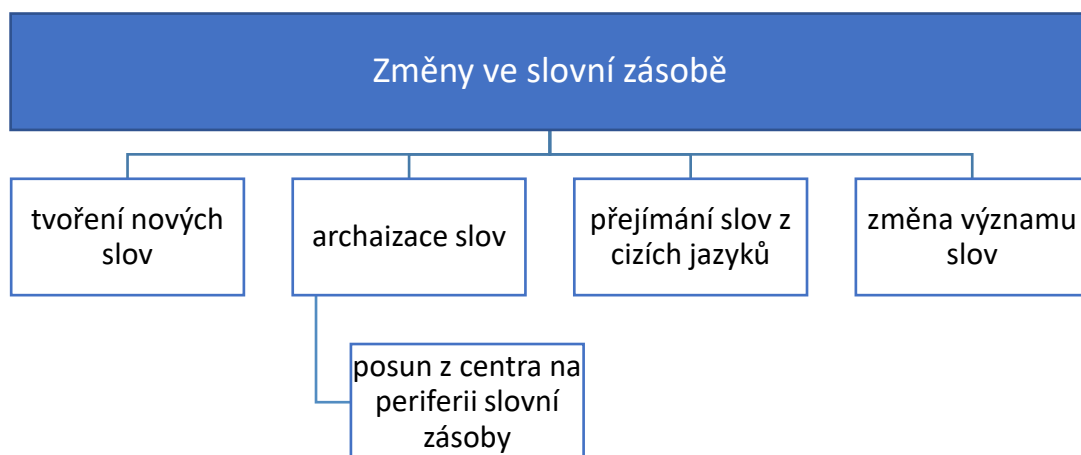 Změny ve slovní zásobě
tvoření nových
slov
archaizace slov
přejímání slov z
cizích jazyků
změna významu
slov
posun z centra na
periferii slovní
zásoby